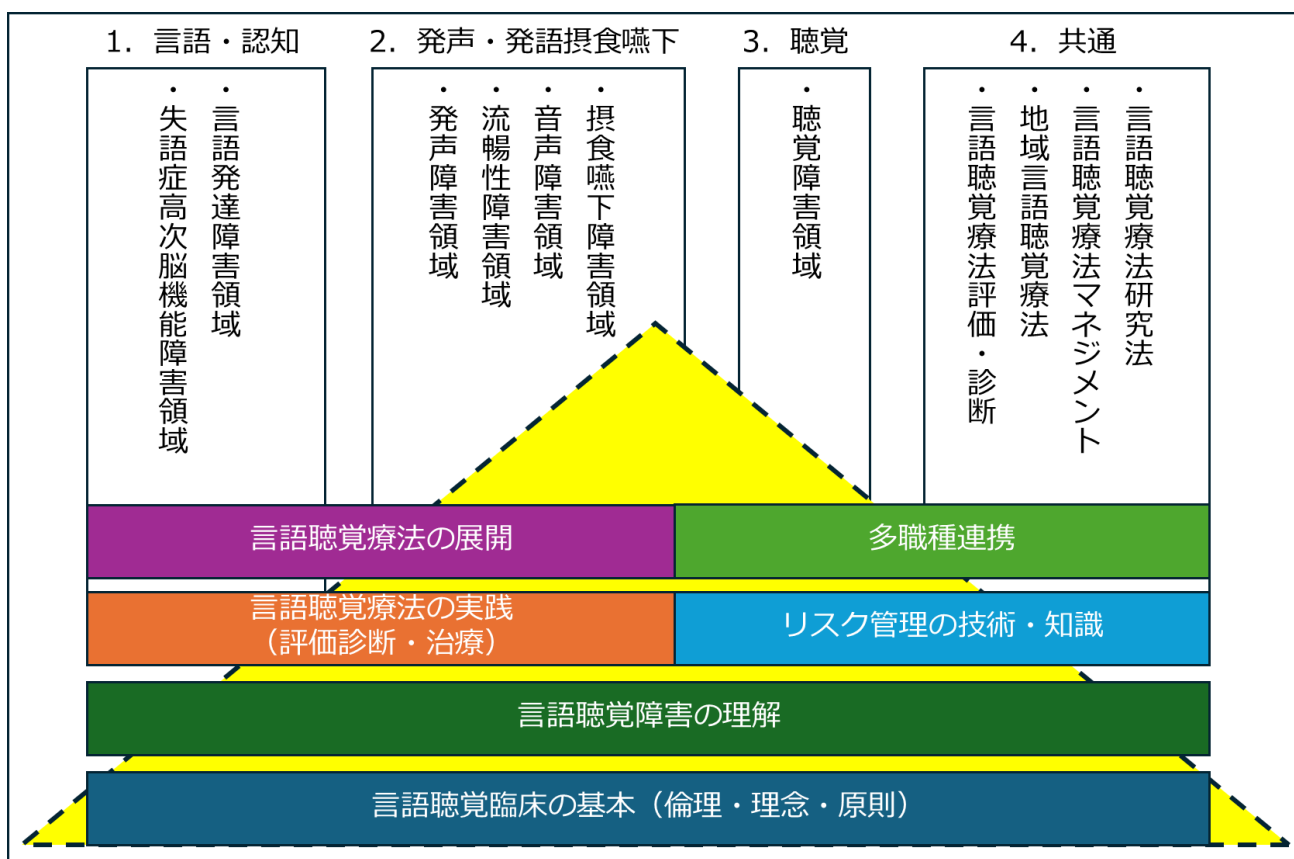 1. 言語・認知
・失語症高次脳機能障害領域
・言語発達障害領域
2. 発声・発語摂食嚥下
・発声障害領域
・流暢性障害領域
・音声障害領域
・摂食嚥下障害領域
3. 聴覚
・聴覚障害領域
4. 共通
・言語聴覚療法評価・診断
・地域言語聴覚療法
・言語聴覚療法マネジメント
・言語聴覚療法研究法
言語聴覚療法の展開
多職種連携
言語聴覚療法の実践
（評価診断・治療）
リスク管理の技術・知識
言語聴覚障害の理解
言語聴覚臨床の基本（倫理・理念・原則）